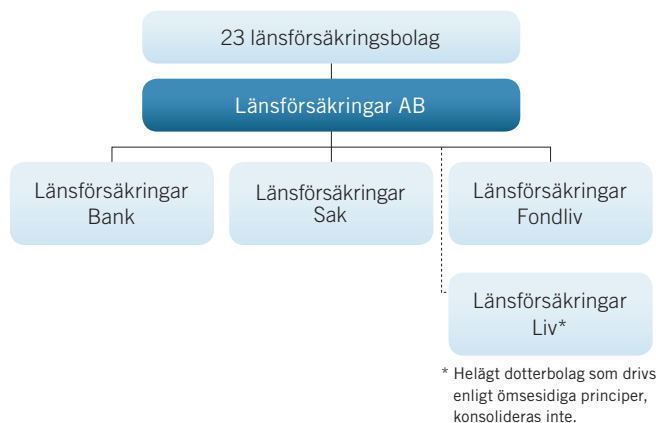 23 länsförsäkringsbolag
Länsförsäkringar AB
Länsförsäkringar
Bank
Länsförsäkringar
Sak
Länsförsäkringar
Fondliv
Länsförsäkringar
Liv*
* Helägt dotterbolag som drivs
enligt ömsesidiga principer,
konsolideras inte.